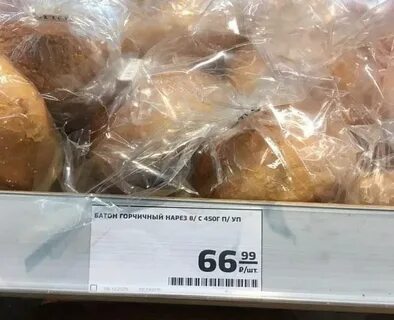 БАТОН ГОРЧИЧНЫЙ НАРЕЗ В/ С 450Г П/ УП
66 99
₽/шт.